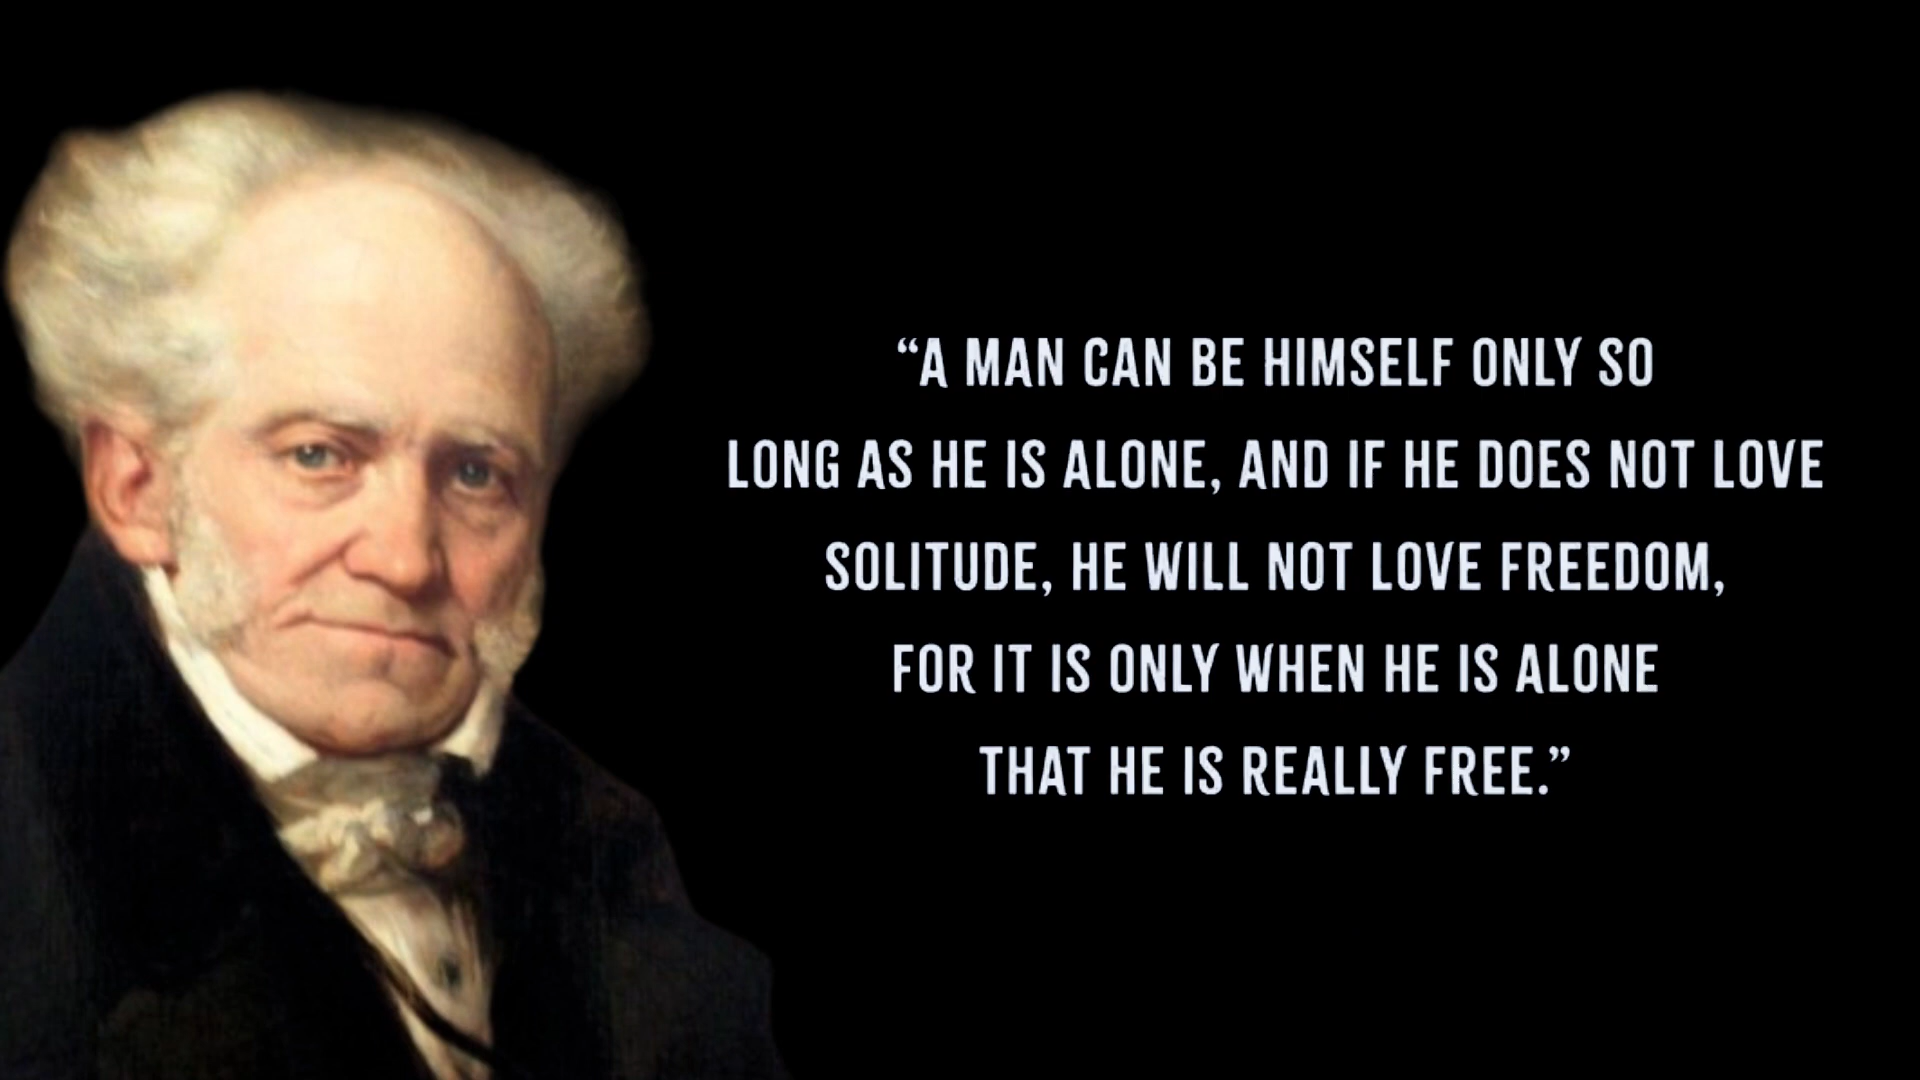 “A MAN CAN BE HIMSELF ONLY SO
LONG AS HE IS ALONE, AND IF HE DOES NOT LOVE
SOLITUDE, HE WILL NOT LOVE FREEDOM,
FOR IT IS ONLY WHEN HE IS ALONE
THAT HE IS REALLY FREE.”